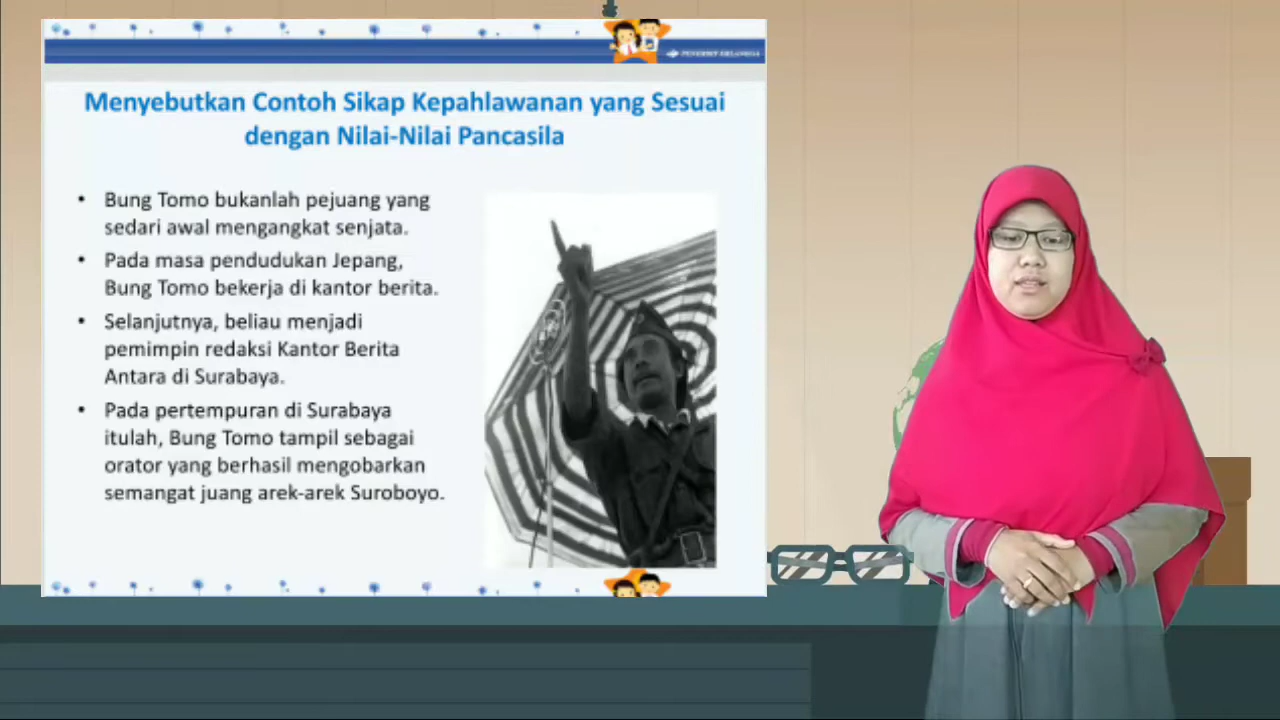 PENERBIT ERLANGGA
Menyebutkan Contoh Sikap Kepahlawanan yang Sesuai
dengan Nilai-Nilai Pancasila
• Bung Tomo bukanlah pejuang yang
sedari awal mengangkat senjata.
• Pada masa pendudukan Jepang,
Bung Tomo bekerja di kantor berita.
• Selanjutnya, beliau menjadi
pemimpin redaksi Kantor Berita
Antara di Surabaya.
• Pada pertempuran di Surabaya
itulah, Bung Tomo tampil sebagai
orator yang berhasil mengobarkan
semangat juang arek-arek Suroboyo.